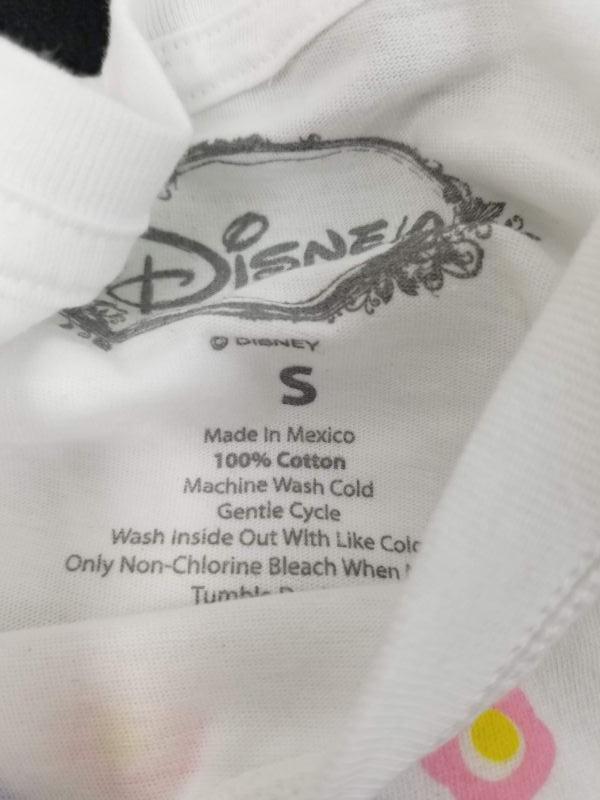 Disney
© DISNEY
S
Made In Mexico
100% Cotton
Machine Wash Cold
Gentle Cycle
Wash Inside Out With Like
Only Non-Chlorine Bleach When
Tumble